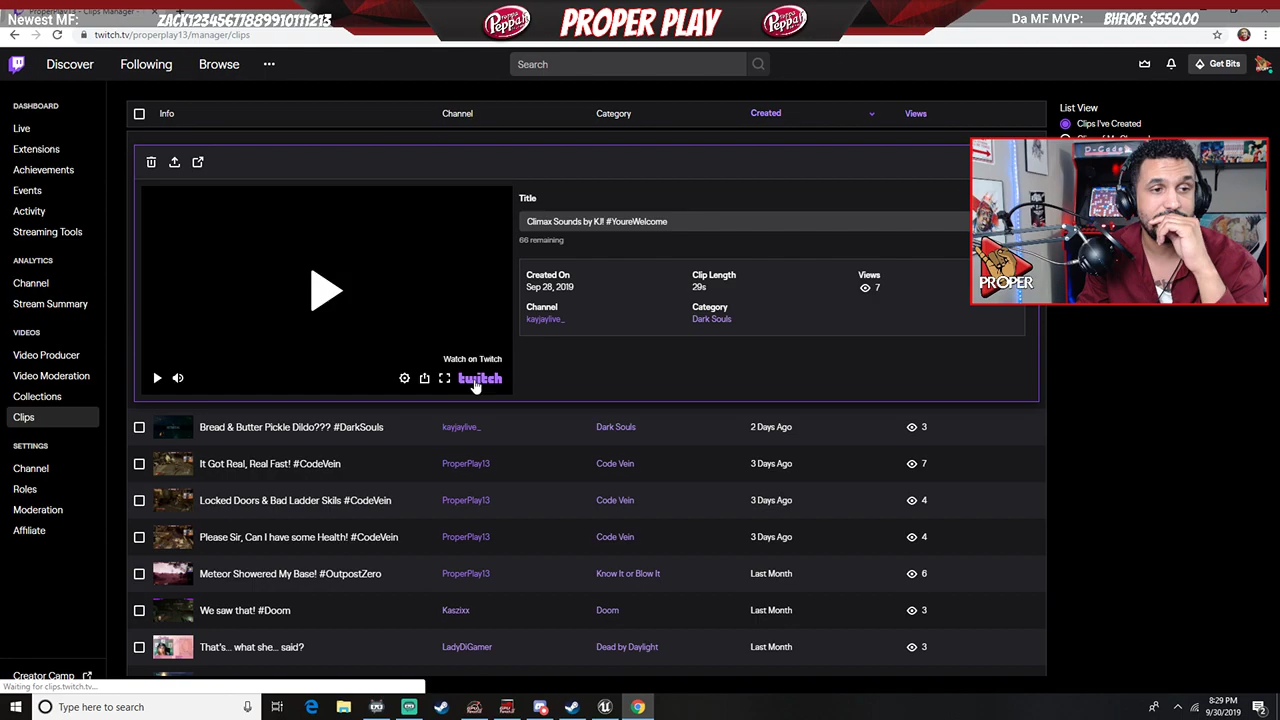 Newest MF: ZACK1234567889910111213
PROPER PLAY
Da MF MVP: BHFIOR: $550.00
twitch.tv/properplay13/manager/clips
Discover Following Browse
Search
Get Bits
DASHBOARD
Live
Extensions
Achievements
Events
Activity
Streaming Tools
ANALYTICS
Channel
Stream Summary
VIDEOS
Video Producer
Video Moderation
Collections
Clips
SETTINGS
Channel
Roles
Moderation
Affiliate
Creator Camp
Info Channel Category Created Views
List View
Clips I've Created
Title
Climax Sounds by KJ! #YoureWelcome
66 remaining
Created On Clip Length Views
Sep 28, 2019 29s 7
Channel Category
kayjaylive_ Dark Souls
Watch on Twitch
twitch
PROPER
Bread & Butter Pickle Dildo??? #DarkSouls kayjaylive_ Dark Souls 2 Days Ago 3
It Got Real, Real Fast! #CodeVein ProperPlay13 Code Vein 3 Days Ago 7
Locked Doors & Bad Ladder Skils #CodeVein ProperPlay13 Code Vein 3 Days Ago 4
Please Sir, Can I have some Health! #CodeVein ProperPlay13 Code Vein 3 Days Ago 4
Meteor Showered My Base! #OutpostZero ProperPlay13 Know It or Blow It Last Month 6
We saw that! #Doom Kaszixx Doom Last Month 3
That's... what she... said? LadyDiGamer Dead by Daylight Last Month 3
Waiting for clips.twitch.tv...
Type here to search
8:29 PM
9/30/2019